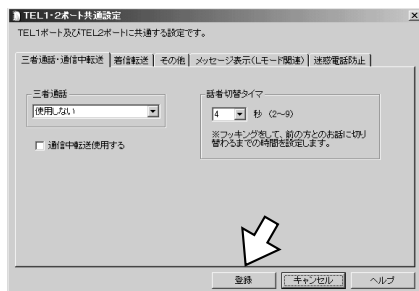 TEL1・2ポート共通設定
TEL1ポート及びTEL2ポートに共通する設定です。
三者通話・通信中転送 着信転送 その他 メッセージ表示(Lモード関連) 迷惑電話防止
三者通話
使用しない
通信中転送使用する
話者切替タイマ
4 秒 (2~9)
※フッキングをして、前の方とのお話に切り
替わるまでの時間を設定します。
登録 キャンセル ヘルプ